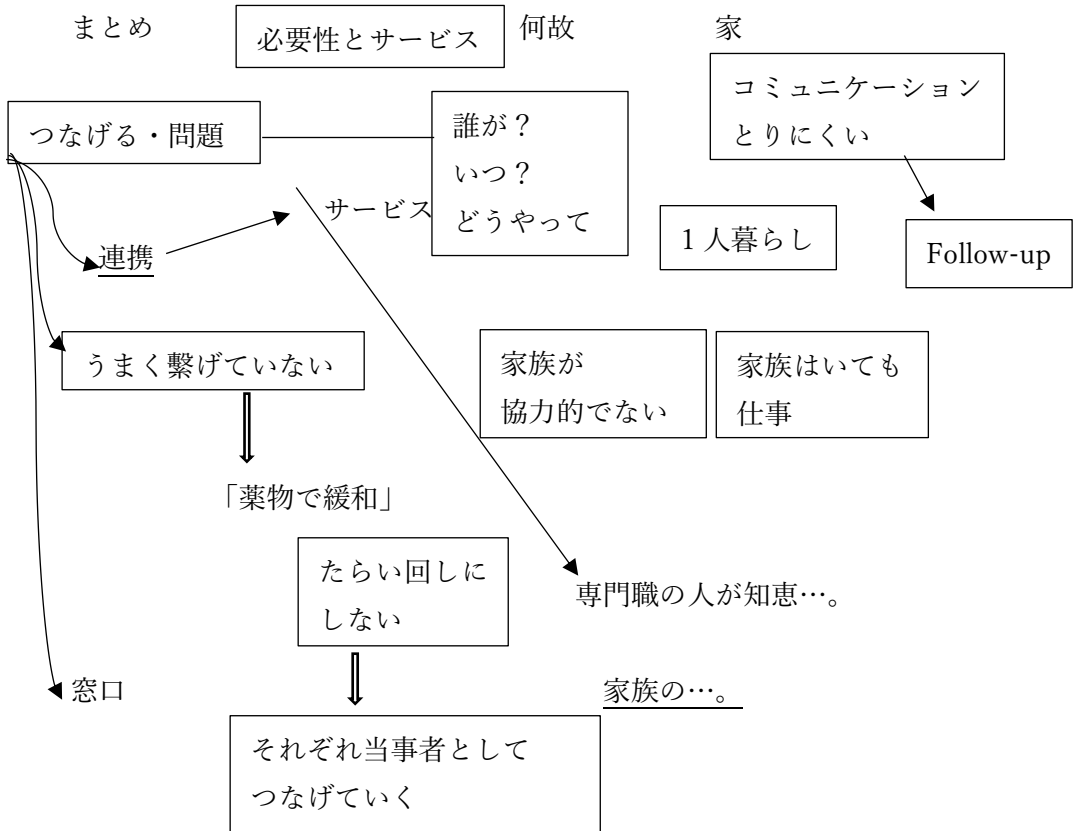 まとめ
必要性とサービス
何故
家
コミュニケーション
とりにくい
つなげる・問題
誰が？
いつ？
どうやって
サービス
連携
1人暮らし
Follow-up
うまく繋げていない
家族が
協力的でない
家族はいても
仕事
「薬物で緩和」
たらい回しに
しない
専門職の人が知恵…。
窓口
家族の…。
それぞれ当事者として
つなげていく